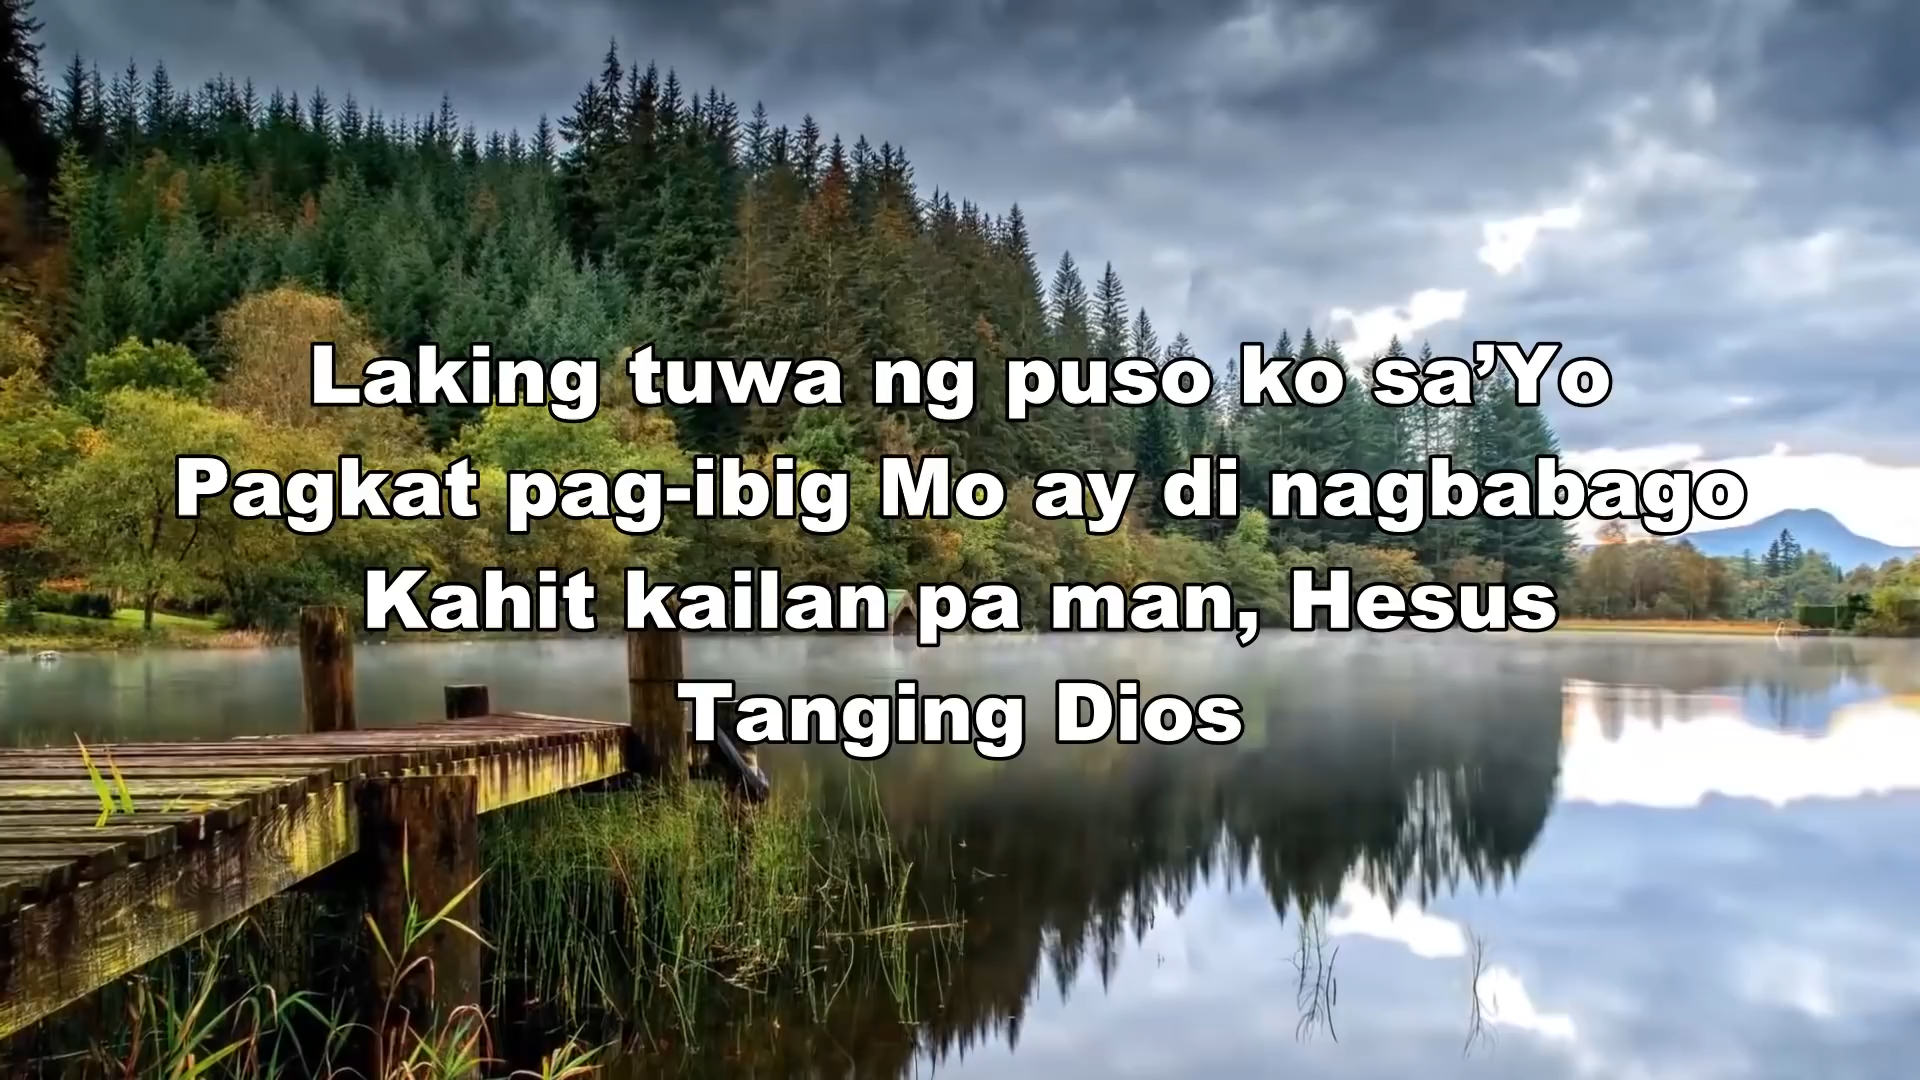 Laking tuwa ng puso ko sa’Yo
Pagkat pag-ibig Mo ay di nagbabago
Kahit kailan pa man, Hesus
Tanging Dios